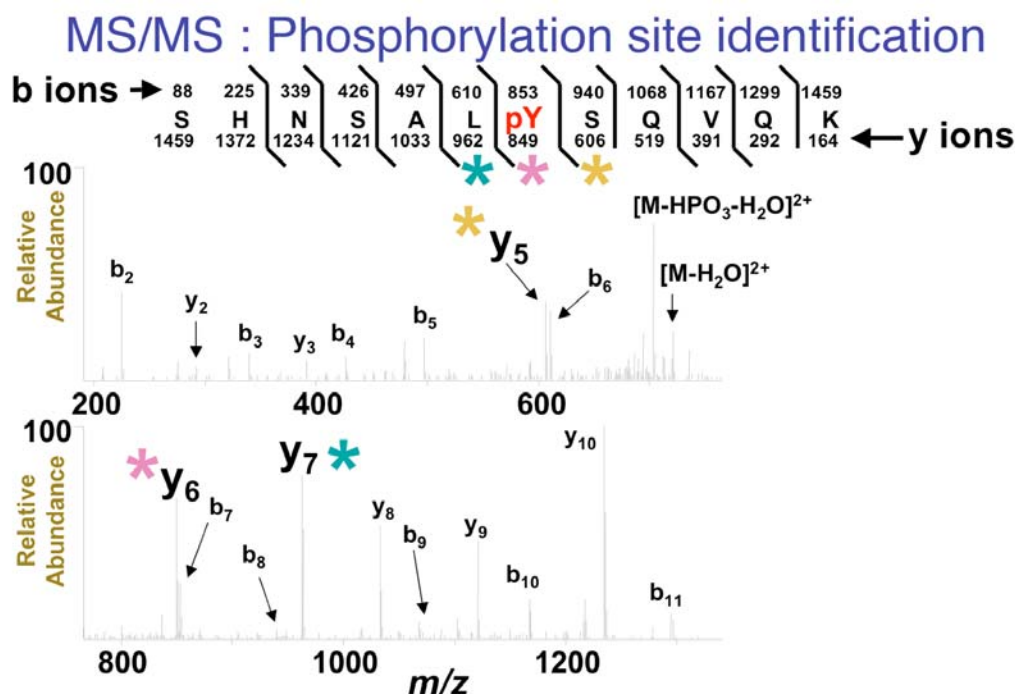 MS/MS : Phosphorylation site identification
b ions 88 225 339 426 497 610 853 940 1068 1167 1299 1459
S H N S A L pY S Q V Q K
1459 1372 1234 1121 1033 962 849 606 519 391 292 164 y ions
100
Relative
Abundance
[M-HPO₃-H₂O]²⁺
y₅
[M-H₂O]²⁺
b₂
b₆
y₂
b₅
b₃
y₃
b₄
200 400 600
100
Relative
Abundance
y₁₀
y₇
y₆
b₇
y₈
b₉
y₉
b₈
b₁₀
b₁₁
800 1000 1200
m/z